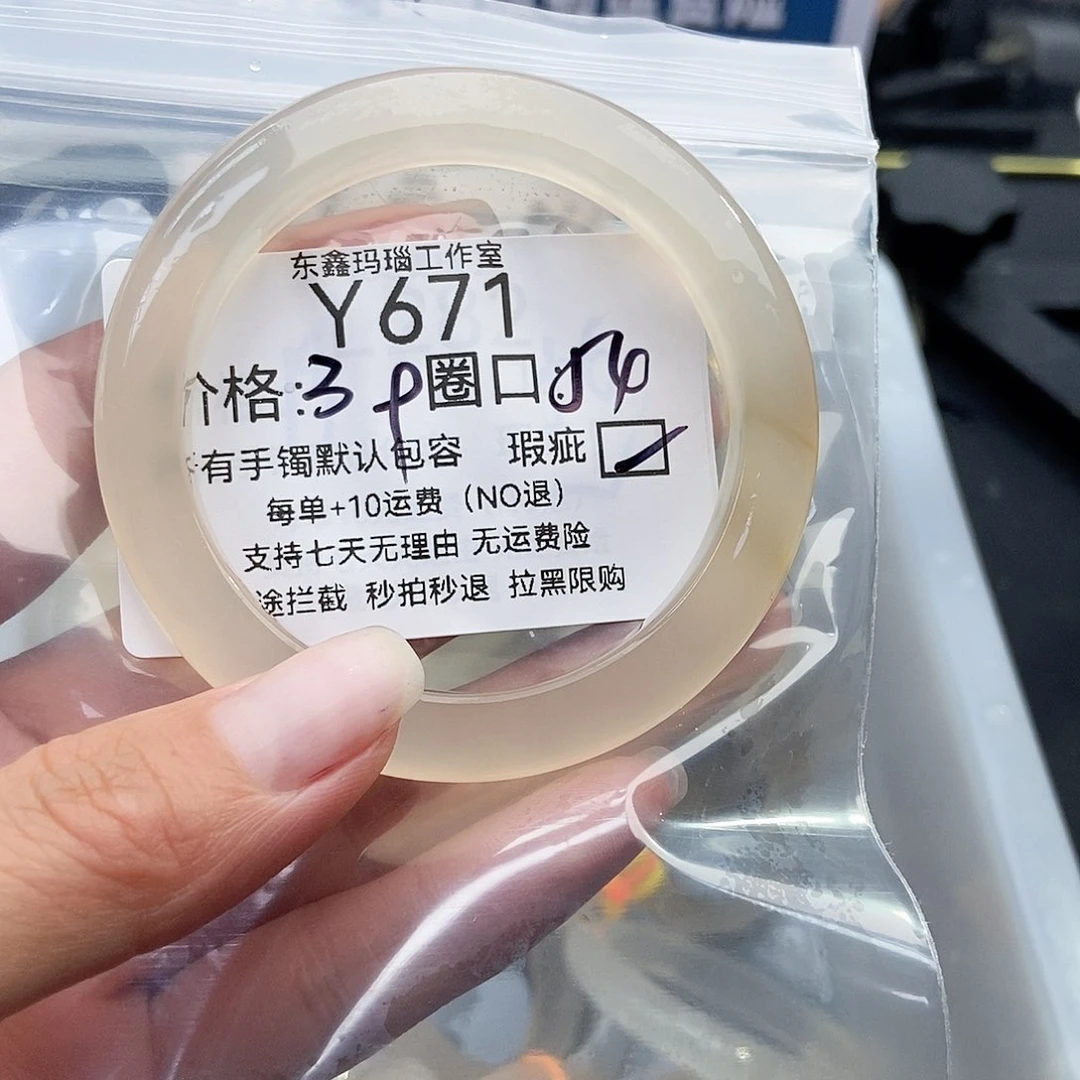 东鑫玛瑙工作室
Y671
价格:3 圈口:54
有手镯默认包容 瑕疵
每单+10运费（NO退）
支持七天无理由 无运费险
途拦截 秒拍秒退 拉黑限购